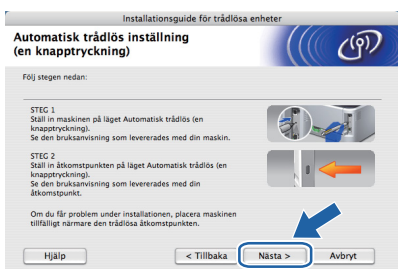 Installationsguide för trådlösa enheter
Automatisk trådlös inställning
(en knapptryckning)
Följ stegen nedan:
STEG 1
Ställ in maskinen på läget Automatisk trådlös (en
knapptryckning).
Se den bruksanvisning som levererades med din maskin.
STEG 2
Ställ in åtkomstpunkten på läget Automatisk trådlös (en
knapptryckning).
Se den bruksanvisning som levererades med din
åtkomstpunkt.
Om du får problem under installationen, placera maskinen
tillfälligt närmare den trådlösa åtkomstpunkten.
Hjälp
< Tillbaka
Nästa >
Avbryt